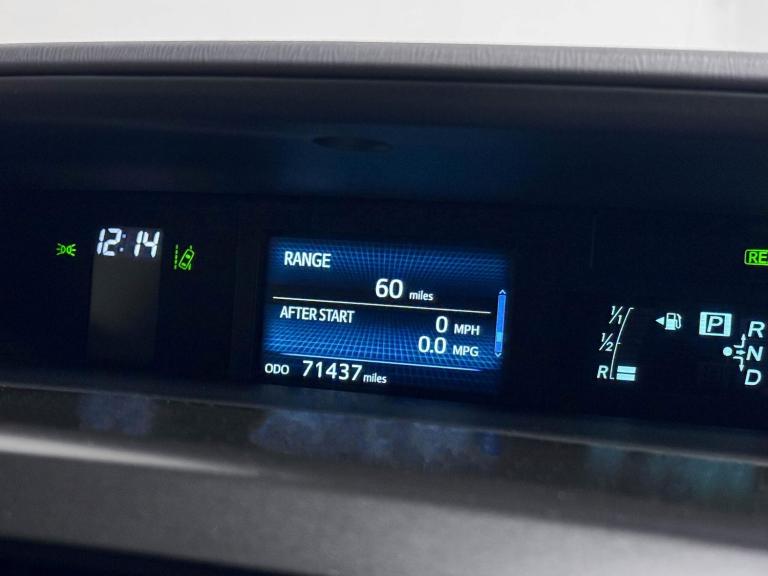 12:14
RANGE
60 miles
AFTER START
0 MPH
0.0 MPG
ODO 71437 miles
1/1
1/2
R
P
R
N
D